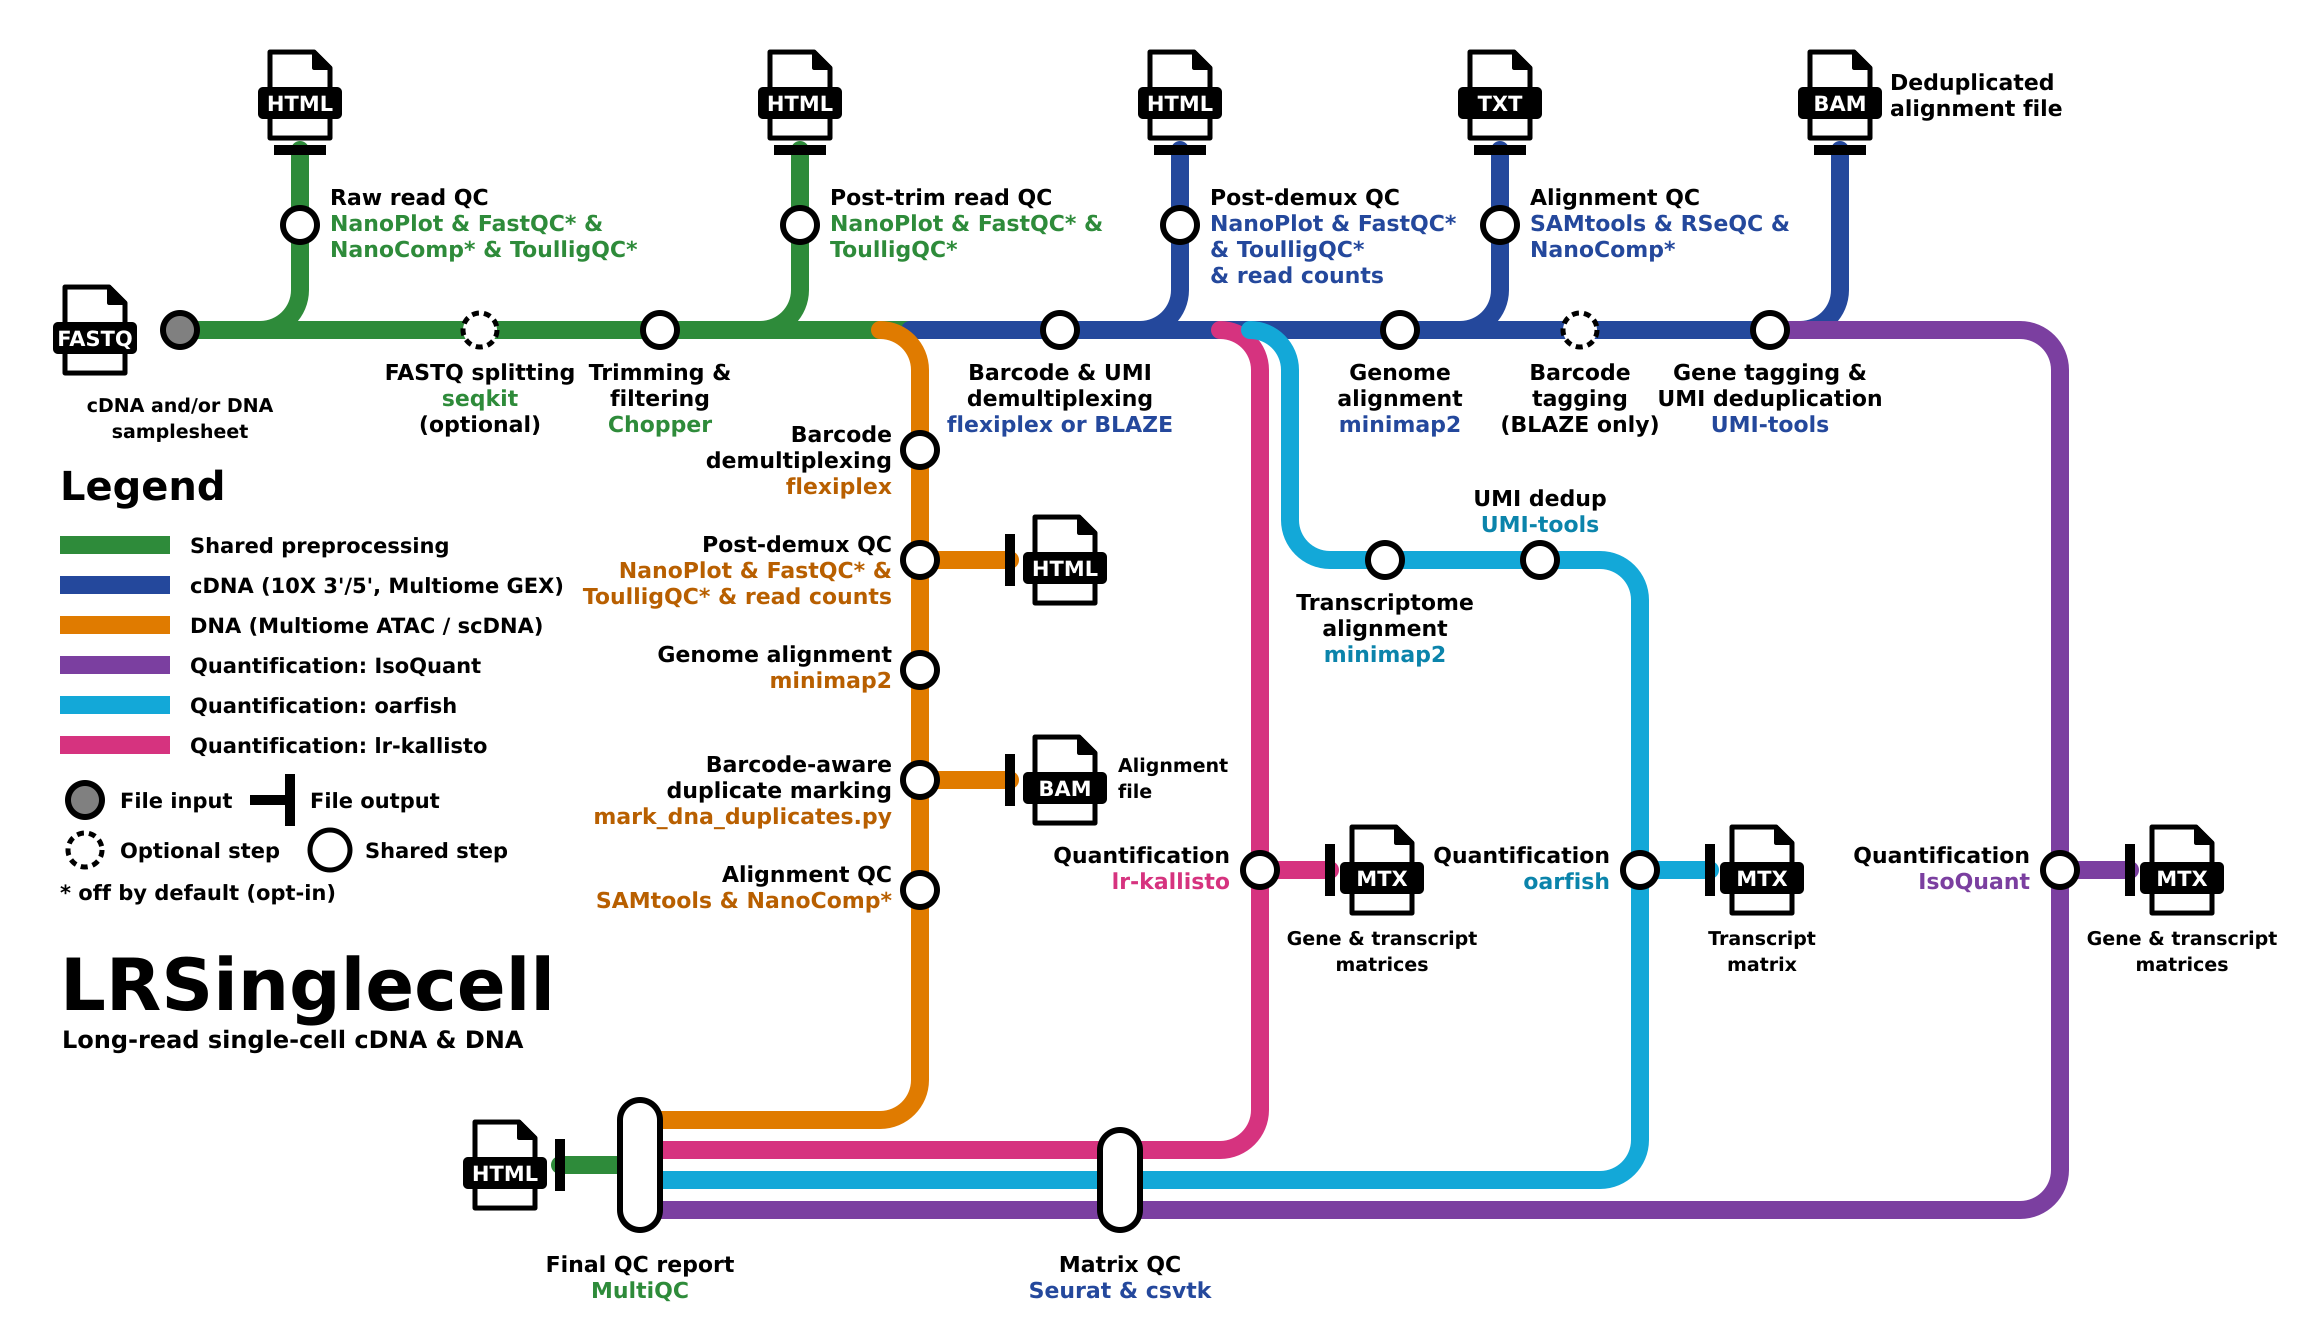 HTML
HTML
HTML
TXT
BAM
Deduplicated
alignment file
Raw read QC
NanoPlot & FastQC* &
NanoComp* & ToulligQC*
Post-trim read QC
NanoPlot & FastQC* &
ToulligQC*
Post-demux QC
NanoPlot & FastQC*
& ToulligQC*
& read counts
Alignment QC
SAMtools & RSeQC &
NanoComp*
FASTQ
cDNA and/or DNA
samplesheet
FASTQ splitting
seqkit
(optional)
Trimming &
filtering
Chopper
Barcode & UMI
demultiplexing
flexiplex or BLAZE
Genome
alignment
minimap2
Barcode
tagging
(BLAZE only)
Gene tagging &
UMI deduplication
UMI-tools
Barcode
demultiplexing
flexiplex
Post-demux QC
NanoPlot & FastQC* &
ToulligQC* & read counts
HTML
Genome alignment
minimap2
Barcode-aware
duplicate marking
mark_dna_duplicates.py
BAM
Alignment
file
Alignment QC
SAMtools & NanoComp*
UMI dedup
UMI-tools
Transcriptome
alignment
minimap2
Quantification
lr-kallisto
MTX
Gene & transcript
matrices
Quantification
oarfish
MTX
Transcript
matrix
Quantification
IsoQuant
MTX
Gene & transcript
matrices
Legend
Shared preprocessing
cDNA (10X 3'/5', Multiome GEX)
DNA (Multiome ATAC / scDNA)
Quantification: IsoQuant
Quantification: oarfish
Quantification: lr-kallisto
File input
File output
Optional step
Shared step
* off by default (opt-in)
LRSinglecell
Long-read single-cell cDNA & DNA
HTML
Final QC report
MultiQC
Matrix QC
Seurat & csvtk